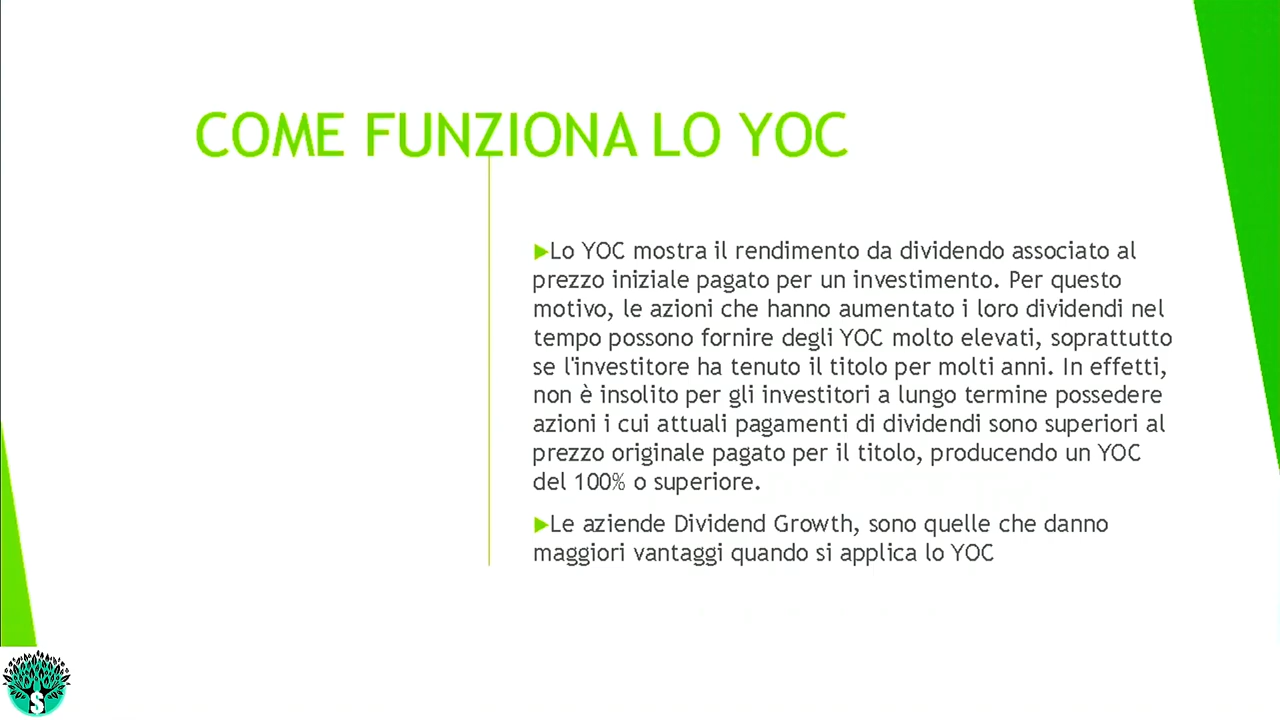 COME FUNZIONA LO YOC
Lo YOC mostra il rendimento da dividendo associato al
prezzo iniziale pagato per un investimento. Per questo
motivo, le azioni che hanno aumentato i loro dividendi nel
tempo possono fornire degli YOC molto elevati, soprattutto
se l'investitore ha tenuto il titolo per molti anni. In effetti,
non è insolito per gli investitori a lungo termine possedere
azioni i cui attuali pagamenti di dividendi sono superiori al
prezzo originale pagato per il titolo, producendo un YOC
del 100% o superiore.
Le aziende Dividend Growth, sono quelle che danno
maggiori vantaggi quando si applica lo YOC
$